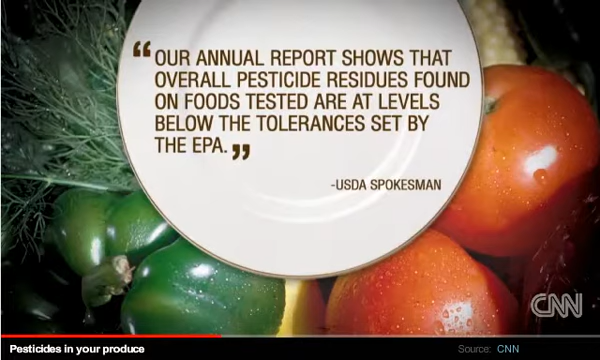 “OUR ANNUAL REPORT SHOWS THAT
OVERALL PESTICIDE RESIDUES FOUND
ON FOODS TESTED ARE AT LEVELS
BELOW THE TOLERANCES SET BY
THE EPA.”
-USDA SPOKESMAN
CNN
Pesticides in your produce
Source: CNN